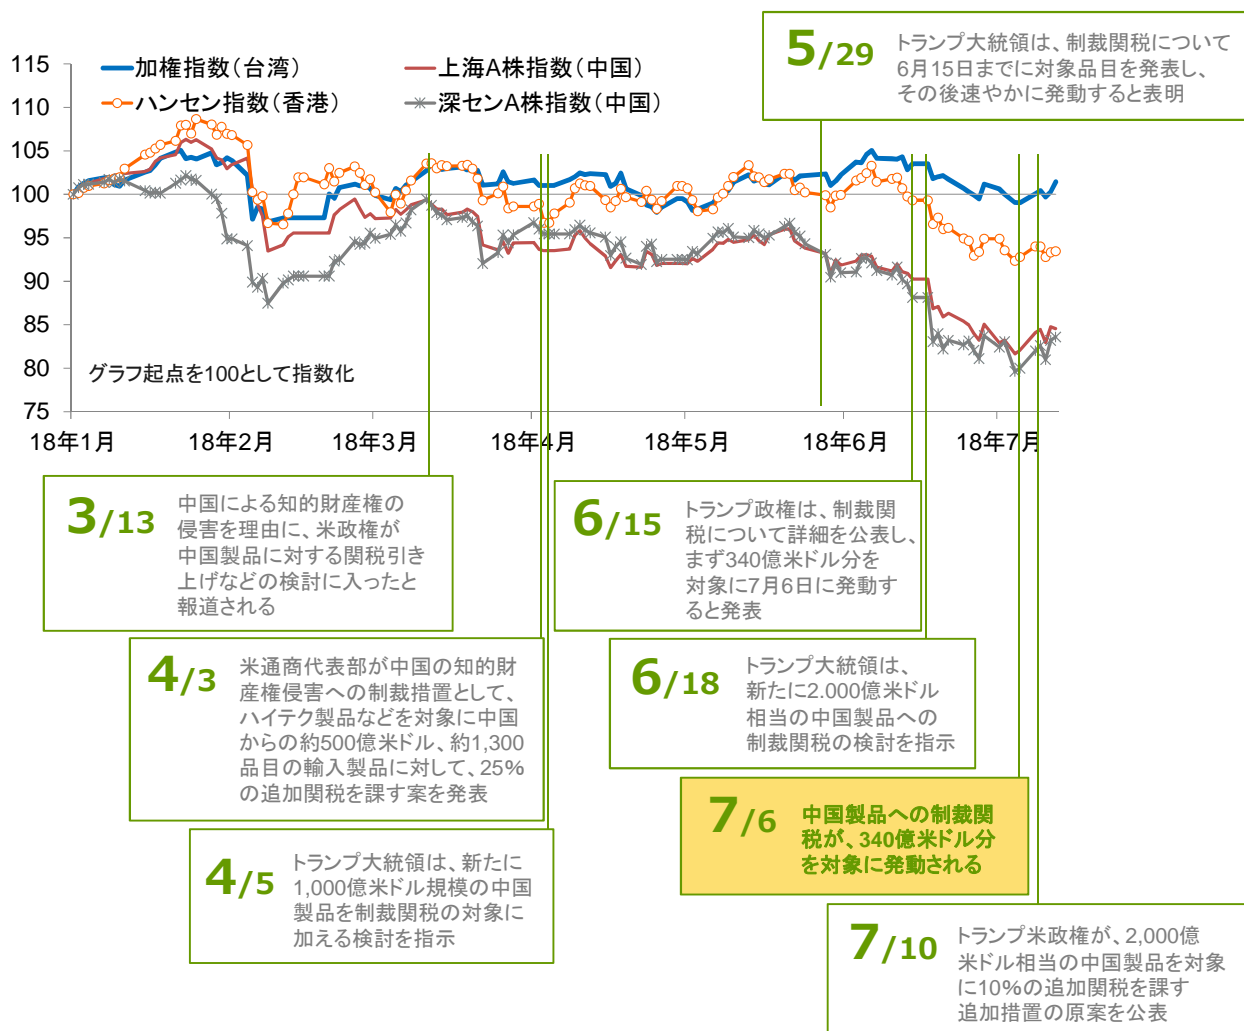 5/29
トランプ大統領は、制裁関税について
6月15日までに対象品目を発表し、
その後速やかに発動すると表明
加権指数(台湾)
上海A株指数(中国)
ハンセン指数(香港)
深センA株指数(中国)
115
110
105
100
95
90
85
80
75
グラフ起点を100として指数化
18年1月
18年2月
18年3月
18年4月
18年5月
18年6月
18年7月
3/13
中国による知的財産権の
侵害を理由に、米政権が
中国製品に対する関税引き
上げなどの検討に入ったと
報道される
6/15
トランプ政権は、制裁関
税について詳細を公表し、
まず340億米ドル分を
対象に7月6日に発動す
ると発表
4/3
米通商代表部が中国の知的財
産権侵害への制裁措置として、
ハイテク製品などを対象に中国
からの約500億米ドル、約1,300
品目の輸入製品に対して、25%
の追加関税を課す案を発表
6/18
トランプ大統領は、
新たに2.000億米ドル
相当の中国製品への
制裁関税の検討を指示
7/6
中国製品への制裁関
税が、340億米ドル分
を対象に発動される
4/5
トランプ大統領は、新たに
1,000億米ドル規模の中国
製品を制裁関税の対象に
加える検討を指示
7/10
トランプ米政権が、2,000億
米ドル相当の中国製品を対象
に10%の追加関税を課す
追加措置の原案を公表